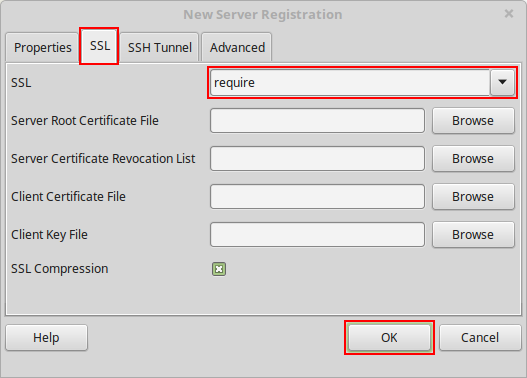 New Server Registration
Properties SSL SSH Tunnel Advanced
SSL require
Server Root Certificate File Browse
Server Certificate Revocation List Browse
Client Certificate File Browse
Client Key File Browse
SSL Compression
Help OK Cancel